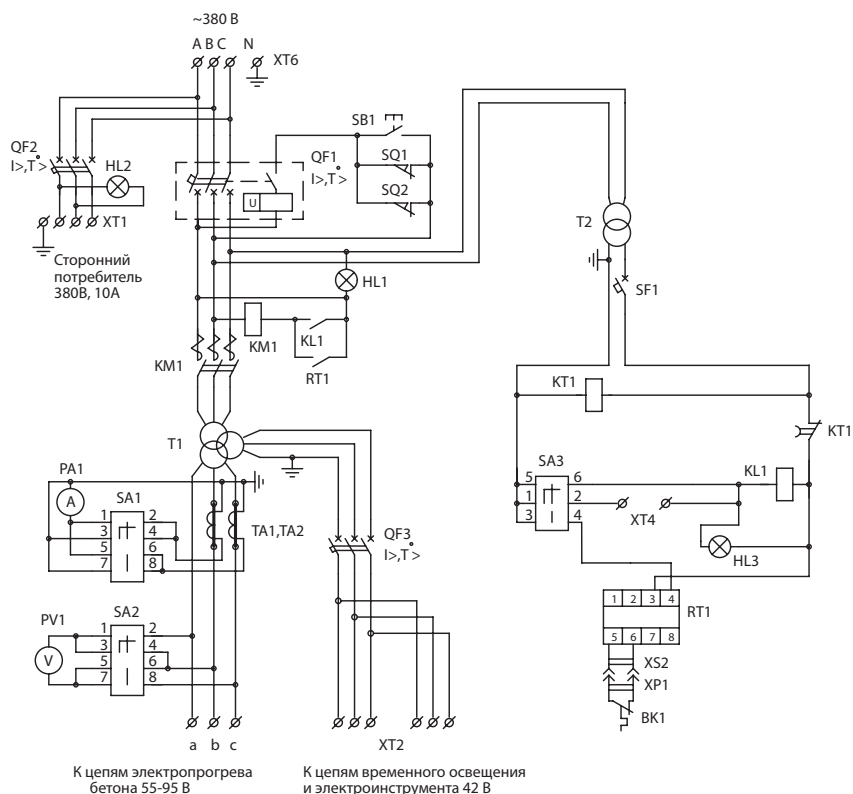 ~380 В
A B C N
XT6
SB1
QF2
I>,T°>
HL2
QF1
I>,T°>
SQ1
SQ2
U
XT1
T2
Сторонний
потребитель
380В, 10А
HL1
SF1
KM1
KL1
RT1
KM1
KT1
KT1
T1
PA1
A
SA1
1 2
3 4
5 6
7 8
TA1,TA2
QF3
I>,T°>
SA3
5 6
1 2
3 4
KL1
XT4
HL3
1 2 3 4
5 6 7 8
RT1
PV1
V
SA2
1 2
3 4
5 6
7 8
XS2
XP1
BK1
a b c
XT2
К цепям электропрогрева
бетона 55-95 В
К цепям временного освещения
и электроинструмента 42 В